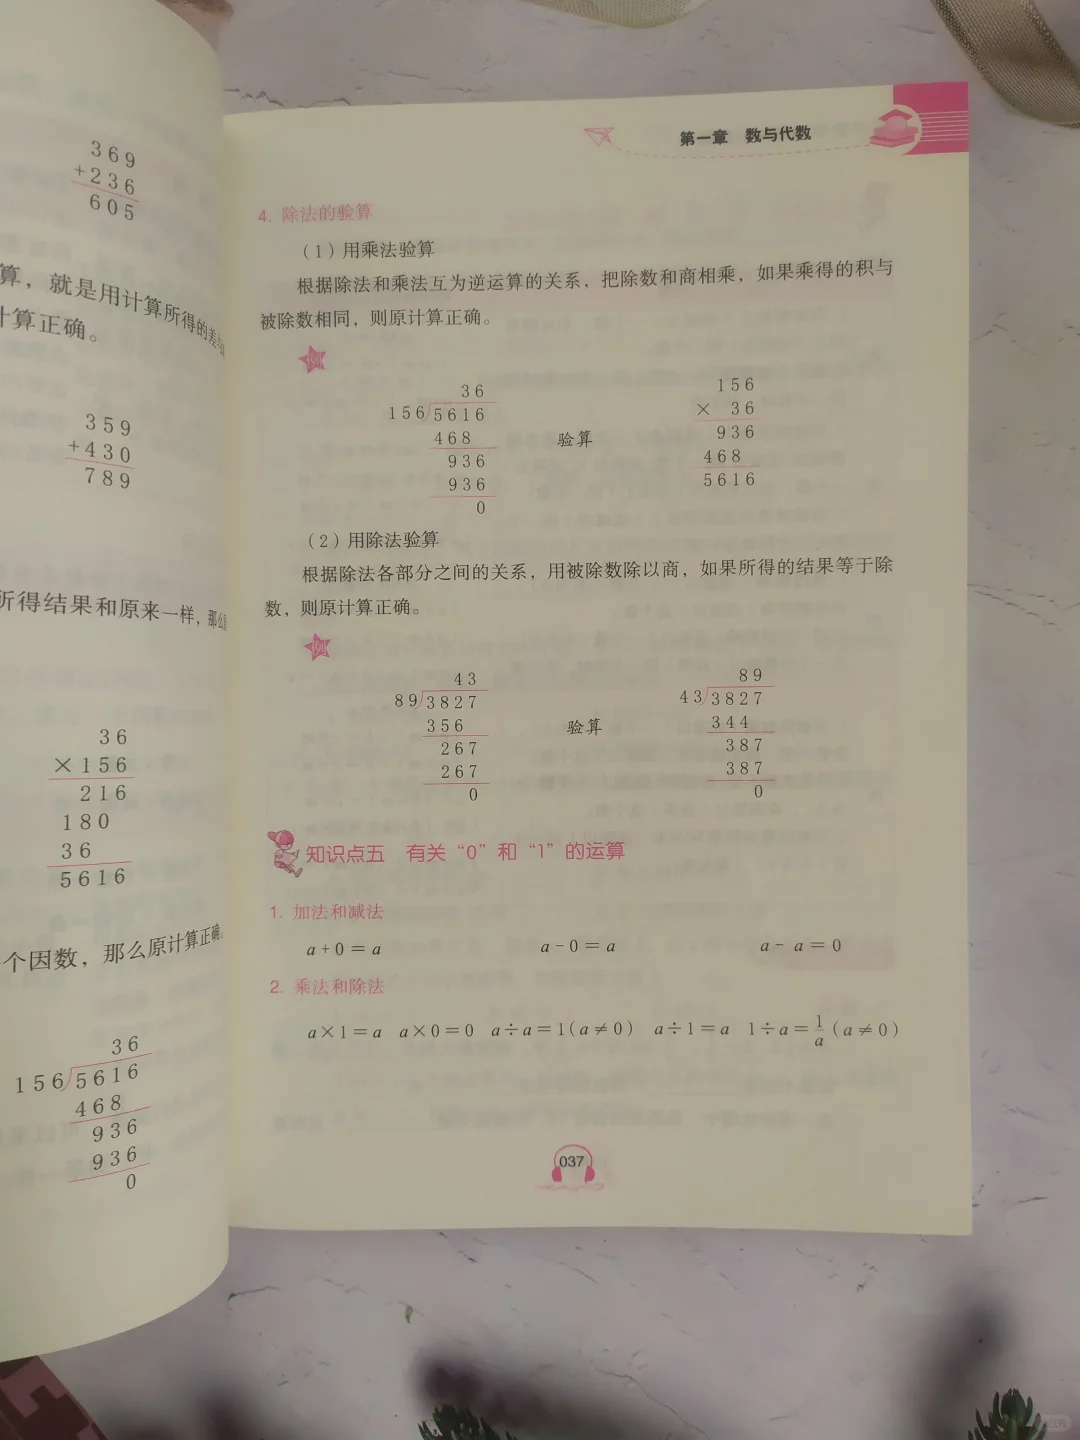 369
+236
605
算，就是用计算所得的差与
计算正确。
359
+430
789
所得结果和原来一样，那么
36
×156
216
180
36
5616
个因数，那么原计算正确。
36
156 5616
468
936
936
0
第一章 数与代数
4. 除法的验算
（1）用乘法验算
根据除法和乘法互为逆运算的关系，把除数和商相乘，如果乘得的积与
被除数相同，则原计算正确。
例
36
156 5616
468
936
936
0
验算
156
× 36
936
468
5616
（2）用除法验算
根据除法各部分之间的关系，用被除数除以商，如果所得的结果等于除
数，则原计算正确。
例
43
89 3827
356
267
267
0
验算
89
43 3827
344
387
387
0
知识点五 有关“0”和“1”的运算
1. 加法和减法
a+0=a a-0=a a-a=0
2. 乘法和除法
a×1=a a×0=0 a÷a=1(a≠0) a÷1=a 1÷a=1/a(a≠0)
037